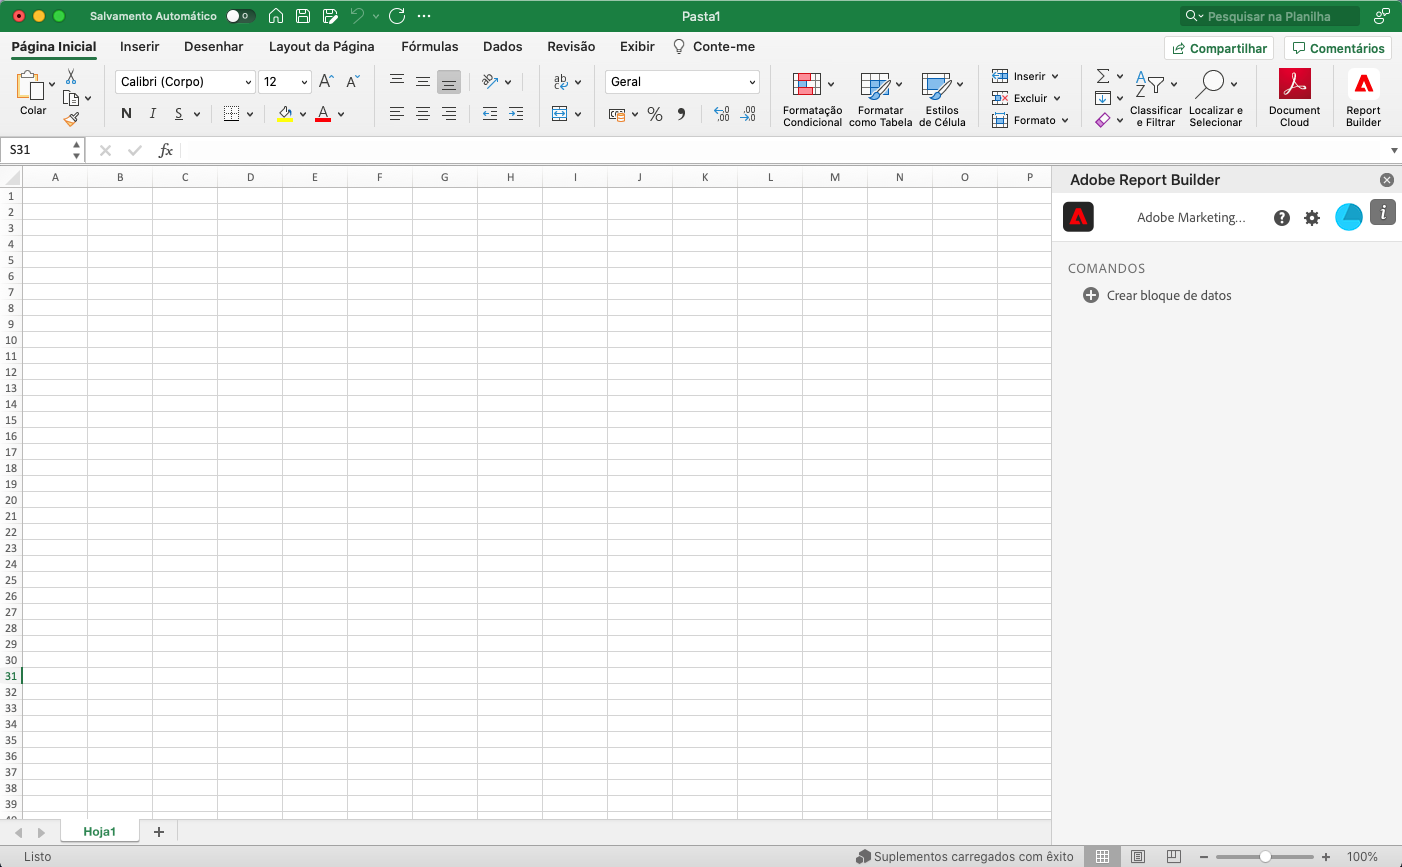 Salvamento Automático 0 Pasta1 Pesquisar na Planilha
Página Inicial Inserir Desenhar Layout da Página Fórmulas Dados Revisão Exibir Conte-me Compartilhar Comentários
Colar Calibri (Corpo) 12 A A ab c Geral
N I S A % 00
Formatação Condicional
Formatar como Tabela
Estilos de Célula
Inserir
Excluir
Formato
A Z
Classificar e Filtrar
Localizar e Selecionar
Document Cloud
Report Builder
S31 fx
A B C D E F G H I J K L M N O P
1
2
3
4
5
6
7
8
9
10
11
12
13
14
15
16
17
18
19
20
21
22
23
24
25
26
27
28
29
30
31
32
33
34
35
36
37
38
39
40
Adobe Report Builder
Adobe Marketing... ? i
COMANDOS
Crear bloque de datos
Hoja1 +
Listo Suplementos carregados com êxito 100%